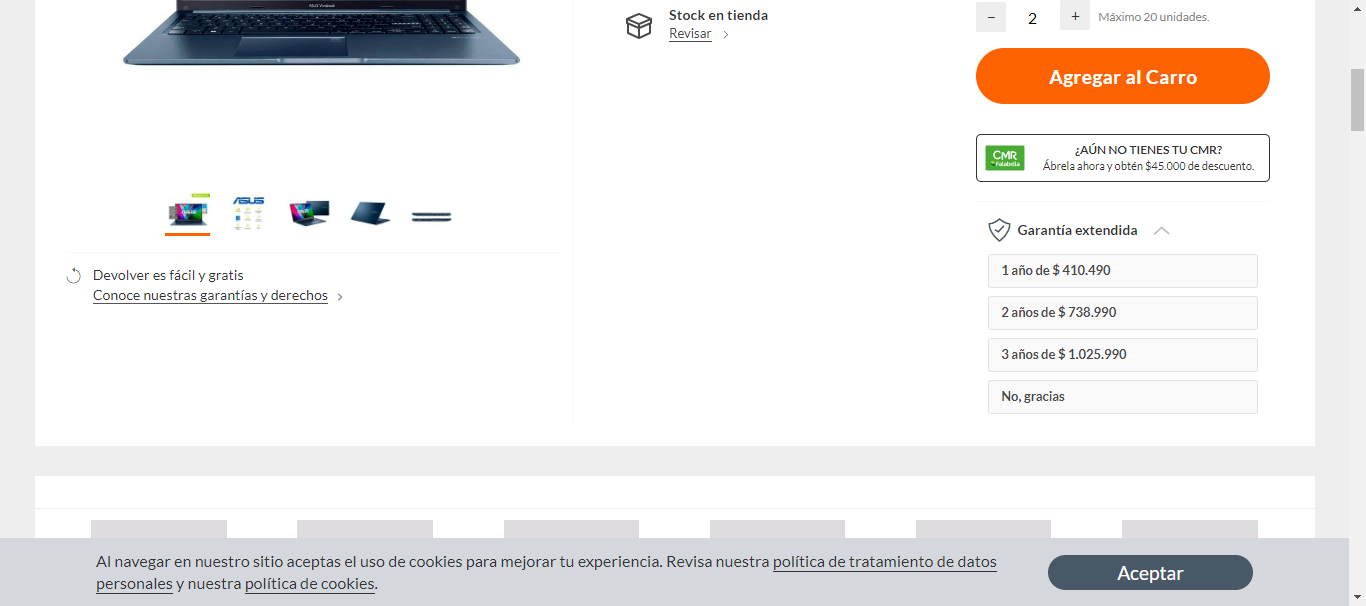 ASUS Vivobook
Stock en tienda
Revisar
−
2
+
Máximo 20 unidades.
Agregar al Carro
CMR
Falabella
¿AÚN NO TIENES TU CMR?
Ábrela ahora y obtén $45.000 de descuento.
ASUS
Garantía extendida
1 año de $ 410.490
2 años de $ 738.990
3 años de $ 1.025.990
No, gracias
Devolver es fácil y gratis
Conoce nuestras garantías y derechos
Al navegar en nuestro sitio aceptas el uso de cookies para mejorar tu experiencia. Revisa nuestra política de tratamiento de datos
personales y nuestra política de cookies.
Aceptar